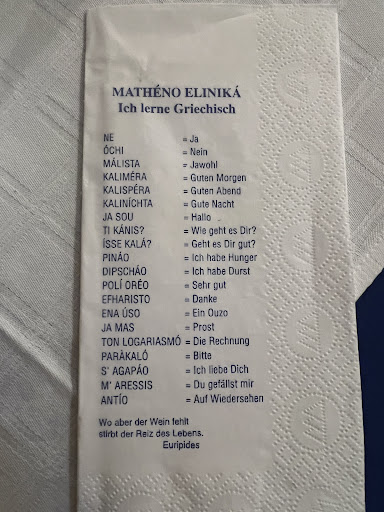 MATHÉNO ELINIKÁ
Ich lerne Griechisch
NE = Ja
ÓCHI = Nein
MÁLISTA = Jawohl
KALIMÉRA = Guten Morgen
KALISPÉRA = Guten Abend
KALINÍCHTA = Gute Nacht
JA SOU = Hallo
TI KÁNIS? = Wie geht es Dir?
ÍSSE KALÁ? = Geht es Dir gut?
PINÁO = Ich habe Hunger
DIPSCHÁO = Ich habe Durst
POLÍ ORÉO = Sehr gut
EFHARISTO = Danke
ENA ÚSO = Ein Ouzo
JA MAS = Prost
TON LOGARIASMÓ = Die Rechnung
PARÀKALÓ = Bitte
S' AGAPÁO = Ich liebe Dich
M' ARESSIS = Du gefällst mir
ANTÍO = Auf Wiedersehen
Wo aber der Wein fehlt
stirbt der Reiz des Lebens.
Euripides